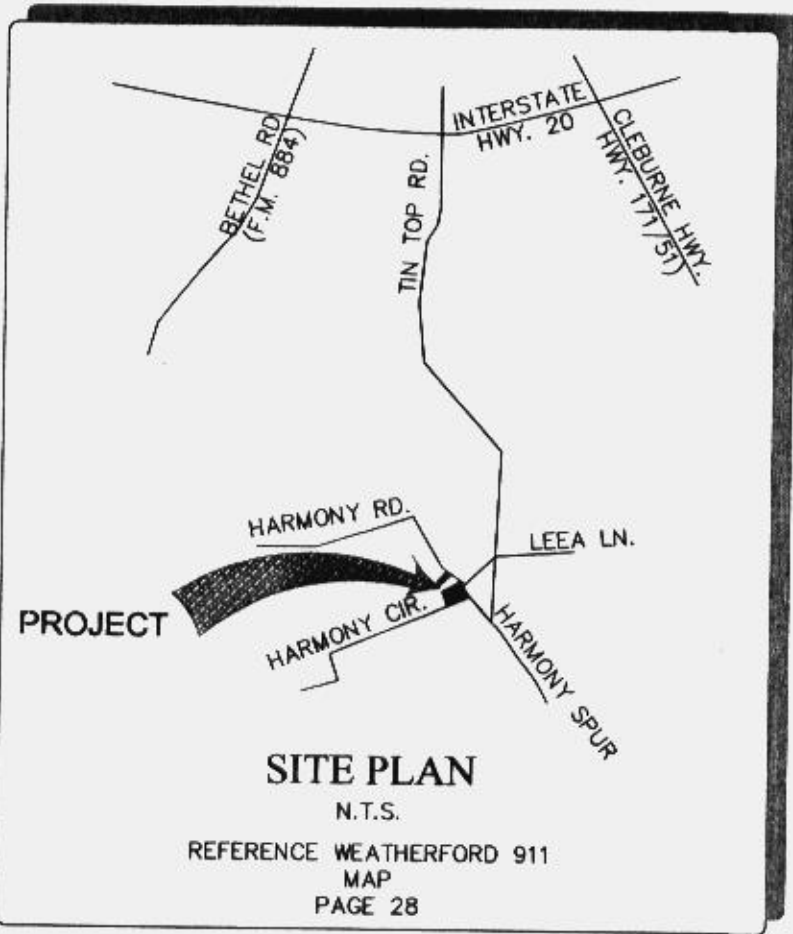 INTERSTATE
HWY. 20
BETHEL RD.
(F.M. 884)
TIN TOP RD.
CLEBURNE HWY.
HWY. 171/51)
HARMONY RD.
LEEA LN.
PROJECT
HARMONY CIR.
HARMONY SPUR
SITE PLAN
N.T.S.
REFERENCE WEATHERFORD 911
MAP
PAGE 28